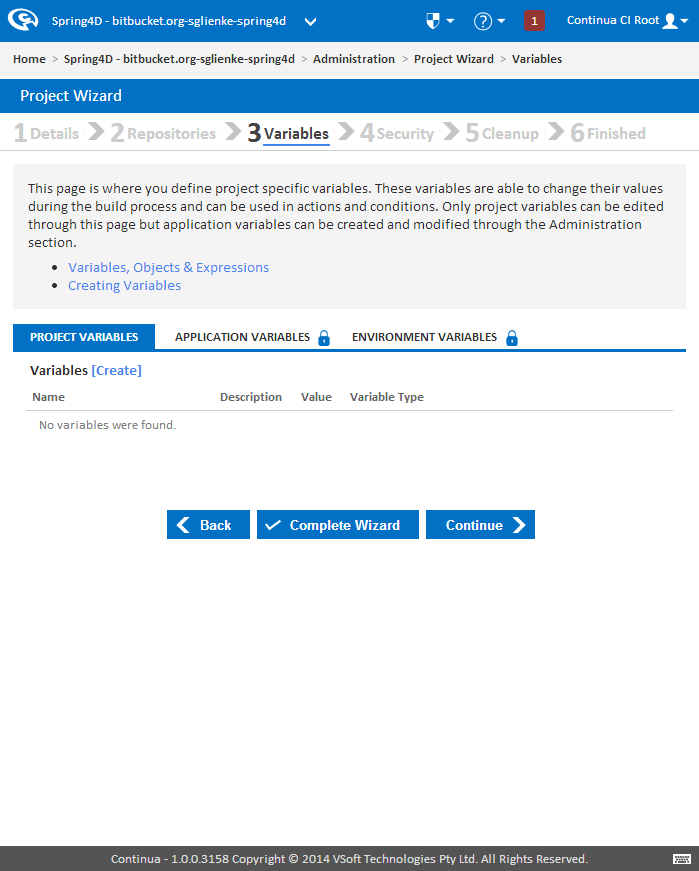 Spring4D - bitbucket.org-sglienke-spring4d 1 Continua CI Root
Home > Spring4D - bitbucket.org-sglienke-spring4d > Administration > Project Wizard > Variables
Project Wizard
1 Details 2 Repositories 3 Variables 4 Security 5 Cleanup 6 Finished
This page is where you define project specific variables. These variables are able to change their values
during the build process and can be used in actions and conditions. Only project variables can be edited
through this page but application variables can be created and modified through the Administration
section.
• Variables, Objects & Expressions
• Creating Variables
PROJECT VARIABLES APPLICATION VARIABLES ENVIRONMENT VARIABLES
Variables [Create]
Name Description Value Variable Type
No variables were found.
Back Complete Wizard Continue
Continua - 1.0.0.3158 Copyright © 2014 VSoft Technologies Pty Ltd. All Rights Reserved.